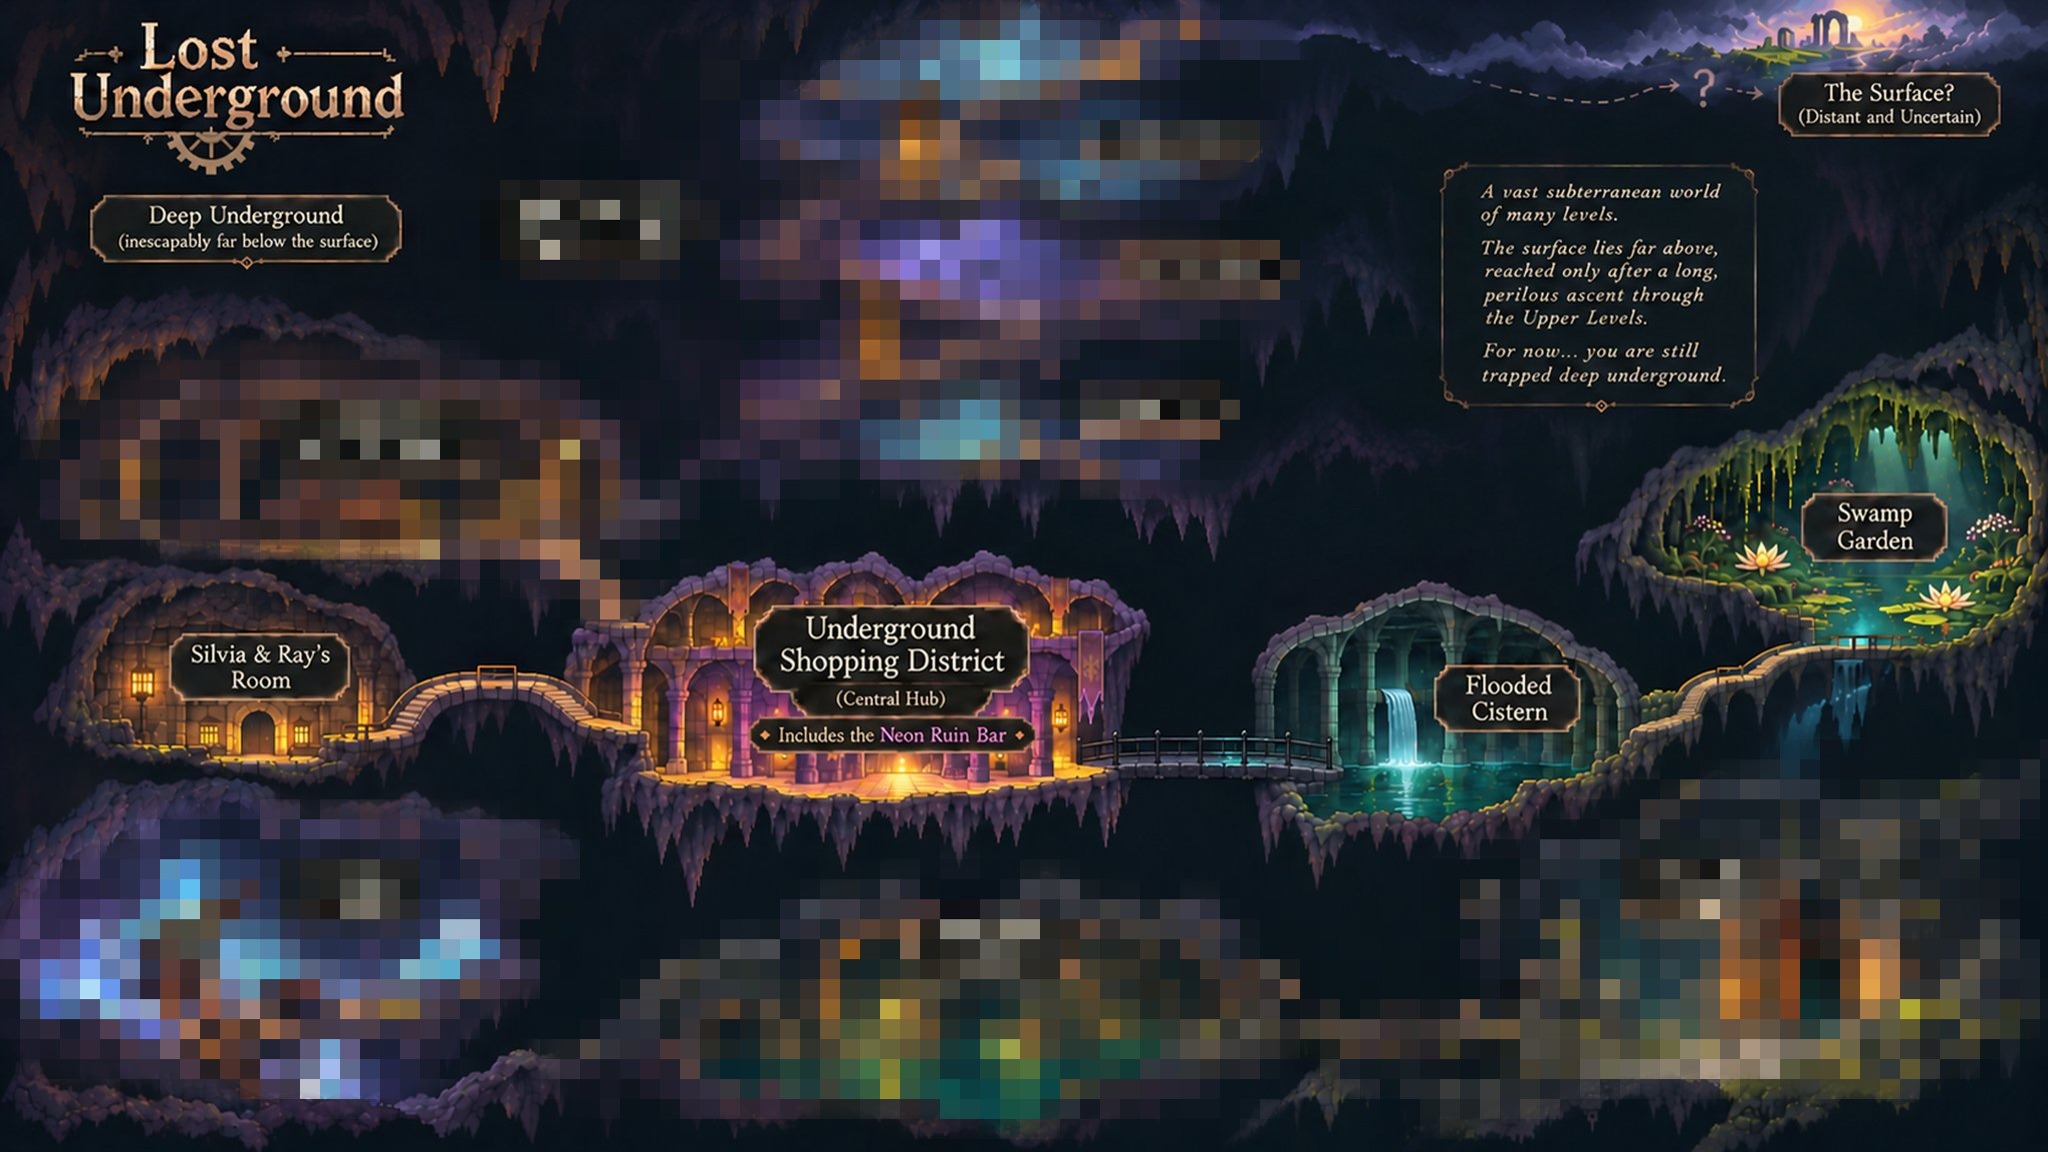 Lost
Underground
Deep Underground
(inescapably far below the surface)
?
The Surface?
(Distant and Uncertain)
A vast subterranean world
of many levels.
The surface lies far above,
reached only after a long,
perilous ascent through
the Upper Levels.
For now... you are still
trapped deep underground.
Swamp
Garden
Silvia & Ray's
Room
Underground
Shopping District
(Central Hub)
Includes the Neon Ruin Bar
Flooded
Cistern